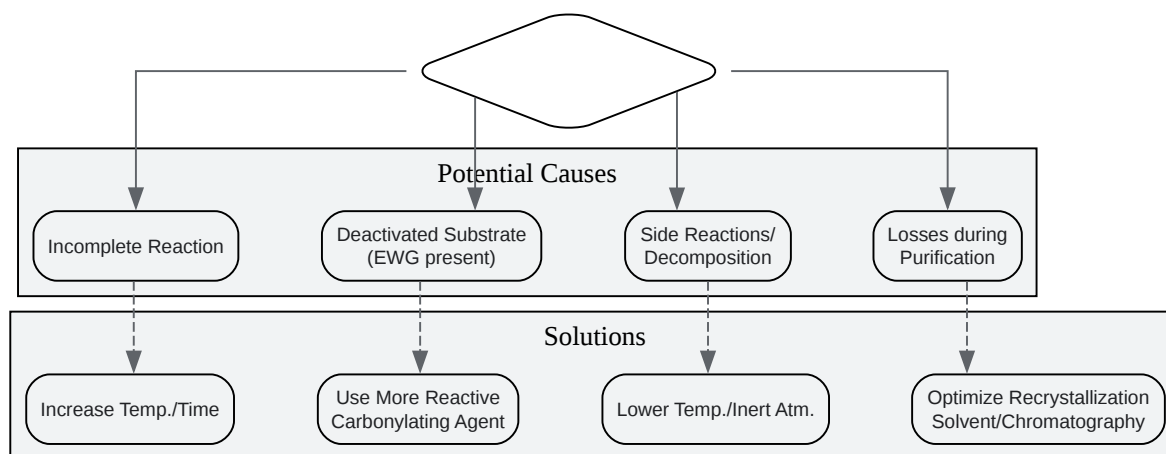 Potential Causes
Incomplete Reaction
Deactivated Substrate
(EWG present)
Side Reactions/
Decomposition
Losses during
Purification
Solutions
Increase Temp./Time
Use More Reactive
Carbonylating Agent
Lower Temp./Inert Atm.
Optimize Recrystallization
Solvent/Chromatography